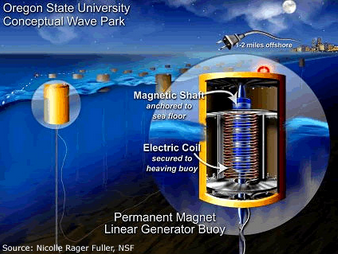 Oregon State University
Conceptual Wave Park
1-2 miles offshore
Magnetic Shaft
anchored to
sea floor
Electric Coil
secured to
heaving buoy
Permanent Magnet
Linear Generator Buoy
Source: Nicolle Rager Fuller, NSF